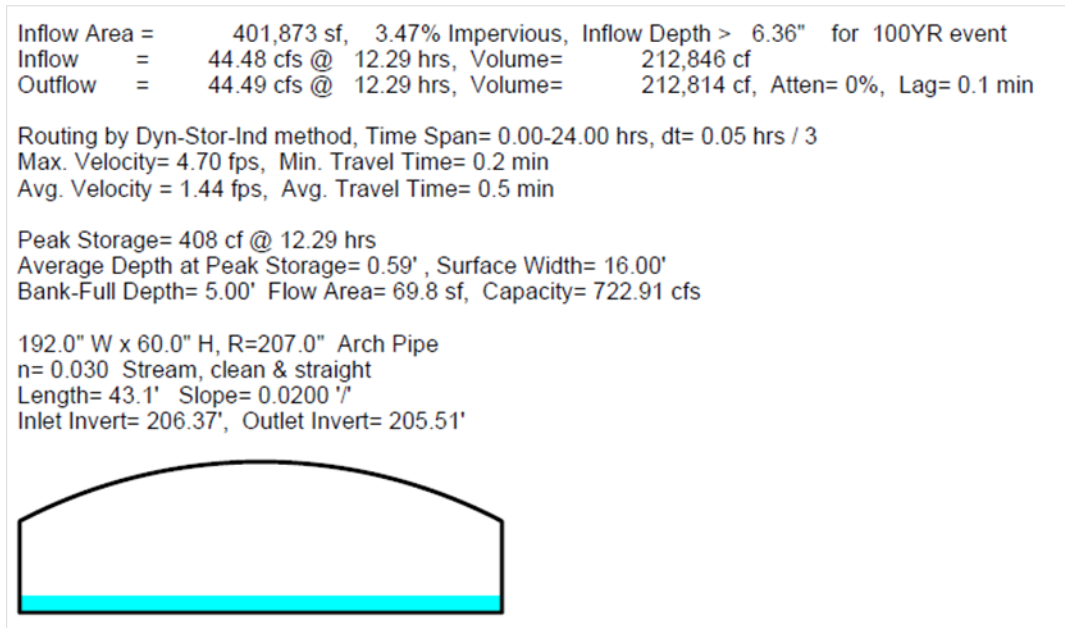 Inflow Area = 401,873 sf, 3.47% Impervious, Inflow Depth > 6.36" for 100YR event
Inflow = 44.48 cfs @ 12.29 hrs, Volume= 212,846 cf
Outflow = 44.49 cfs @ 12.29 hrs, Volume= 212,814 cf, Atten= 0%, Lag= 0.1 min
Routing by Dyn-Stor-Ind method, Time Span= 0.00-24.00 hrs, dt= 0.05 hrs / 3
Max. Velocity= 4.70 fps, Min. Travel Time= 0.2 min
Avg. Velocity = 1.44 fps, Avg. Travel Time= 0.5 min
Peak Storage= 408 cf @ 12.29 hrs
Average Depth at Peak Storage= 0.59' , Surface Width= 16.00'
Bank-Full Depth= 5.00' Flow Area= 69.8 sf, Capacity= 722.91 cfs
192.0" W x 60.0" H, R=207.0" Arch Pipe
n= 0.030 Stream, clean & straight
Length= 43.1' Slope= 0.0200 '/'
Inlet Invert= 206.37', Outlet Invert= 205.51'